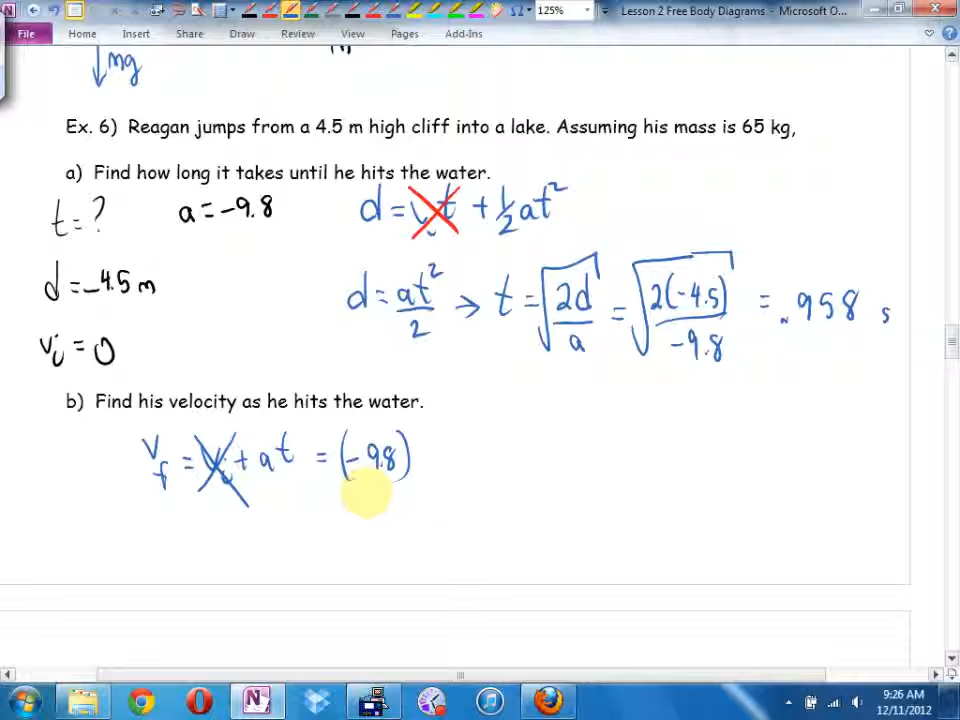 125%
Lesson 2 Free Body Diagrams - Microsoft O...
File Home Insert Share Draw Review View Pages Add-Ins
mg
Ex. 6) Reagan jumps from a 4.5 m high cliff into a lake. Assuming his mass is 65 kg,
a) Find how long it takes until he hits the water.
t = ? a = -9.8 d = vᵢt + 1/2 at²
d = -4.5 m d = at²/2 → t = √(2d/a) = √(2(-4.5)/-9.8) = .958 s
vᵢ = 0
b) Find his velocity as he hits the water.
v_f = vᵢ + at = (-9.8)
9:26 AM
12/11/2012